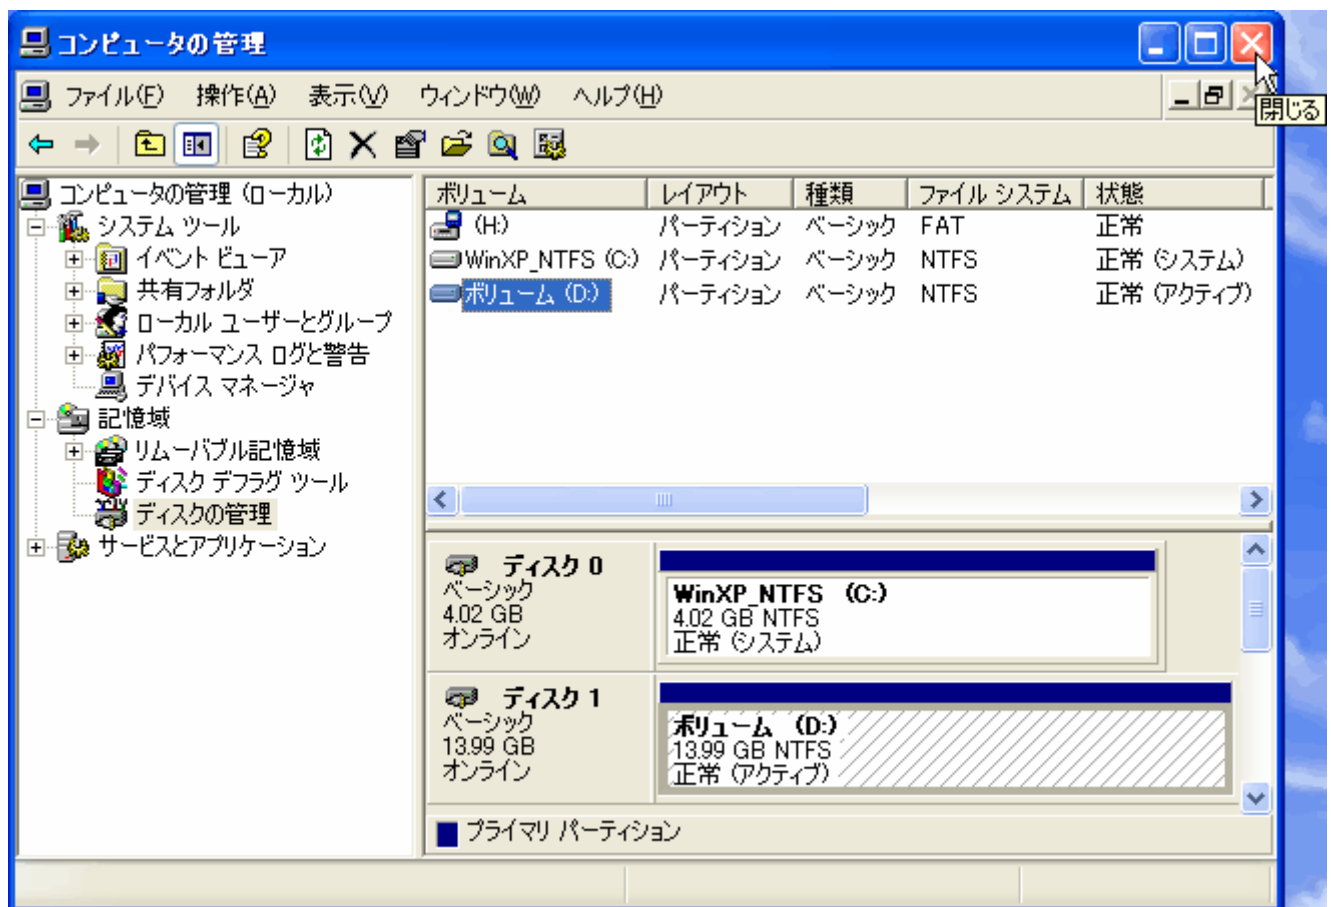 コンピュータの管理
ファイル(F) 操作(A) 表示(V) ウィンドウ(W) ヘルプ(H)
閉じる
コンピュータの管理 (ローカル)
システム ツール
イベント ビューア
共有フォルダ
ローカル ユーザーとグループ
パフォーマンス ログと警告
デバイス マネージャ
記憶域
リムーバブル記憶域
ディスク デフラグ ツール
ディスクの管理
サービスとアプリケーション
ボリューム レイアウト 種類 ファイル システム 状態
(H:) パーティション ベーシック FAT 正常
WinXP_NTFS (C:) パーティション ベーシック NTFS 正常 (システム)
ボリューム (D:) パーティション ベーシック NTFS 正常 (アクティブ)
ディスク 0
ベーシック
4.02 GB
オンライン
WinXP_NTFS (C:)
4.02 GB NTFS
正常 (システム)
ディスク 1
ベーシック
13.99 GB
オンライン
ボリューム (D:)
13.99 GB NTFS
正常 (アクティブ)
プライマリ パーティション